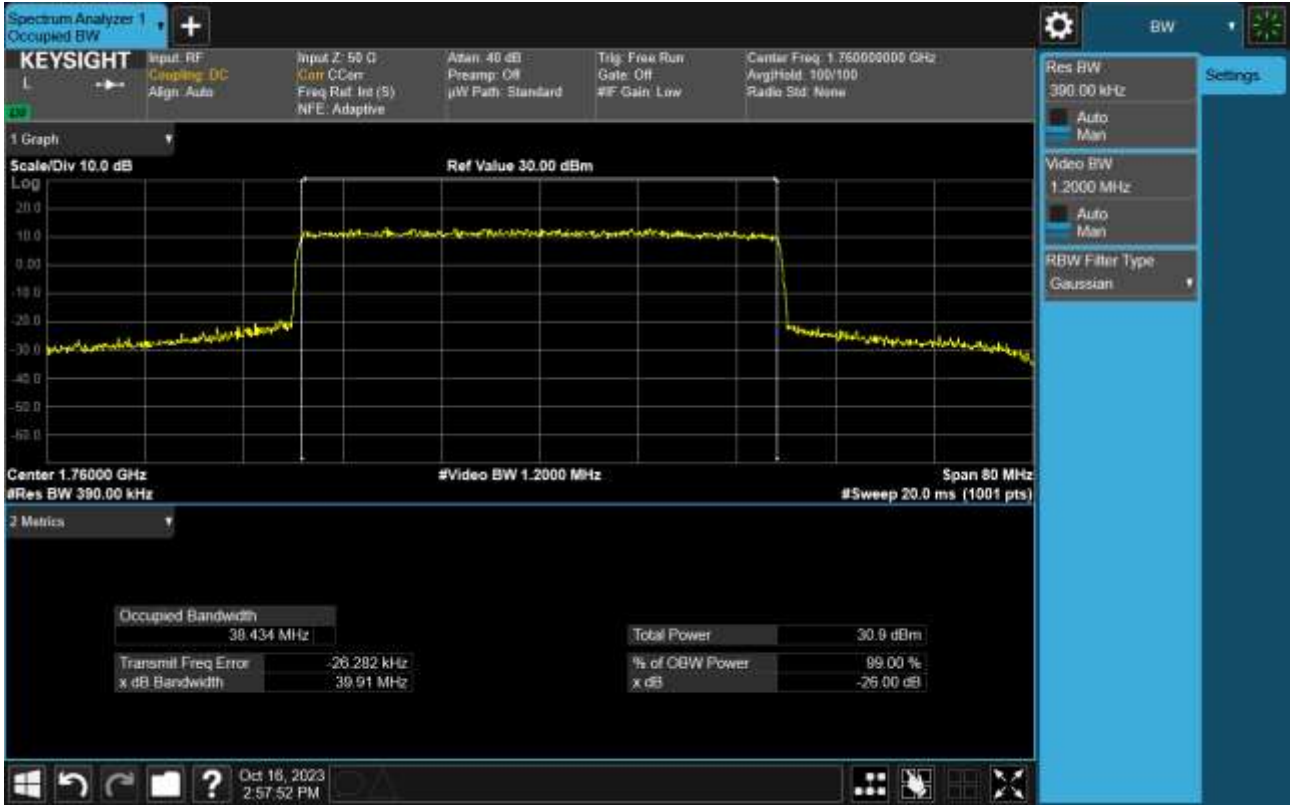 Spectrum Analyzer 1
Occupied BW
+
BW
KEYSIGHT
L
Input: RF
Coupling: DC
Align: Auto
Input Z: 50 Ω
Corr CCorr
Freq Ref: Int (S)
NFE: Adaptive
Atten: 40 dB
Preamp: Off
µW Path: Standard
Trig: Free Run
Gate: Off
#IF Gain: Low
Center Freq: 1.760000000 GHz
Avg|Hold: 100/100
Radio Std: None
Res BW
390.00 kHz
Auto
Man
Video BW
1.2000 MHz
Auto
Man
RBW Filter Type
Gaussian
Settings
1 Graph
Scale/Div 10.0 dB
Ref Value 30.00 dBm
Log
20.0
10.0
0.00
-10.0
-20.0
-30.0
-40.0
-50.0
-60.0
Center 1.76000 GHz
#Video BW 1.2000 MHz
Span 80 MHz
#Res BW 390.00 kHz
#Sweep 20.0 ms (1001 pts)
2 Metrics
Occupied Bandwidth
38.434 MHz
Total Power 30.9 dBm
Transmit Freq Error -26.282 kHz
% of OBW Power 99.00 %
x dB Bandwidth 39.91 MHz
x dB -26.00 dB
?
Oct 16, 2023
2:57:52 PM